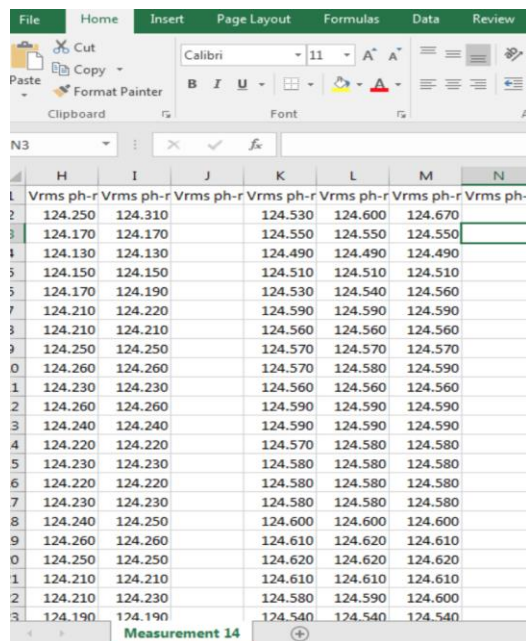 File Home Insert Page Layout Formulas Data Review
Cut
Calibri 11 A A
Copy
Paste
Format Painter
B I U A
Clipboard Font
N3 fx
H I J K L M N
Vrms ph-r Vrms ph-r Vrms ph-r Vrms ph-r Vrms ph-r Vrms ph-r Vrms ph-
124.250 124.310 124.530 124.600 124.670
124.170 124.170 124.550 124.550 124.550
124.130 124.130 124.490 124.490 124.490
124.150 124.150 124.510 124.510 124.510
124.170 124.190 124.530 124.540 124.560
124.210 124.220 124.590 124.590 124.590
124.210 124.210 124.560 124.560 124.560
124.250 124.250 124.570 124.570 124.570
124.260 124.260 124.570 124.580 124.590
124.230 124.230 124.560 124.560 124.560
124.260 124.260 124.590 124.590 124.590
124.240 124.240 124.590 124.590 124.590
124.220 124.220 124.570 124.580 124.580
124.230 124.230 124.580 124.580 124.580
124.220 124.220 124.580 124.580 124.580
124.230 124.230 124.580 124.580 124.580
124.240 124.250 124.600 124.600 124.600
124.260 124.260 124.610 124.620 124.610
124.250 124.250 124.620 124.620 124.620
124.210 124.210 124.610 124.610 124.610
124.210 124.230 124.580 124.590 124.600
124.190 124.190 124.540 124.540 124.540
Measurement 14